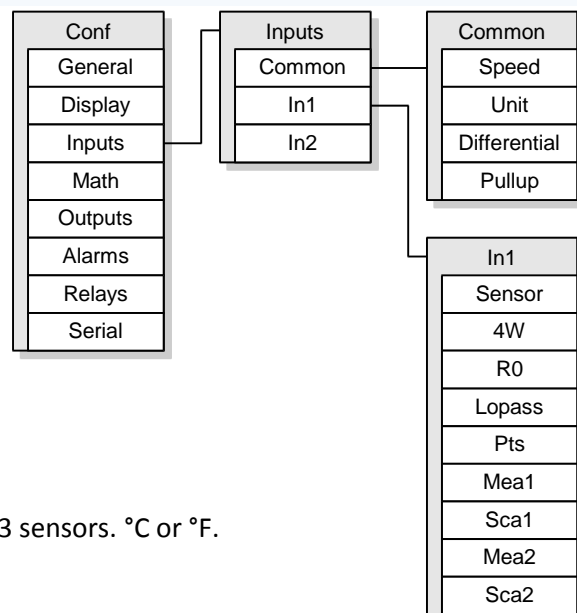 Conf
General
Display
Inputs
Math
Outputs
Alarms
Relays
Serial
Inputs
Common
In1
In2
Common
Speed
Unit
Differential
Pullup
In1
Sensor
4W
R0
Lopass
Pts
Mea1
Sca1
Mea2
Sca2
3 sensors. °C or °F.